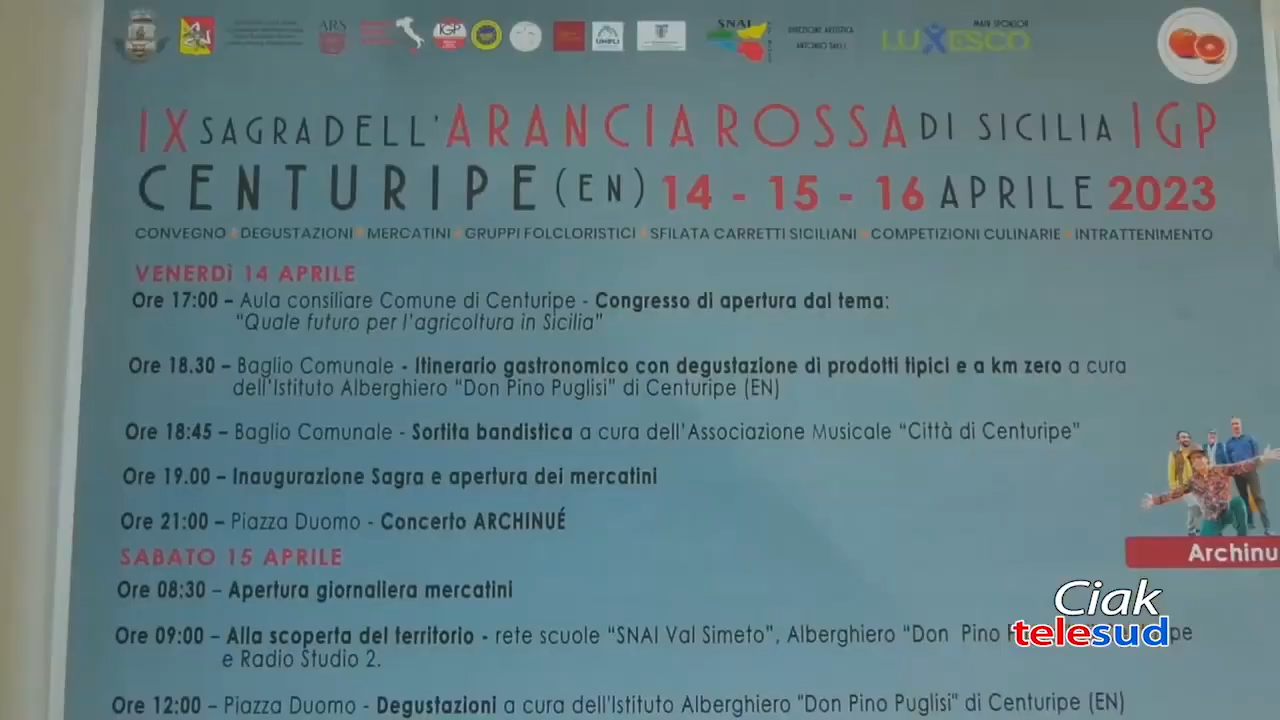 ARS
IGP
UNPLI
SNAI
DIREZIONE ARTISTICA
MAIN SPONSOR
LUXESCO
IX SAGRA DELL'ARANCIA ROSSA DI SICILIA IGP
CENTURIPE (EN) 14 - 15 - 16 APRILE 2023
CONVEGNO DEGUSTAZIONI MERCATINI GRUPPI FOLCLORISTICI SFILATA CARRETTI SICILIANI COMPETIZIONI CULINARIE INTRATTENIMENTO
VENERDÌ 14 APRILE
Ore 17:00 – Aula consiliare Comune di Centuripe - Congresso di apertura dal tema:
"Quale futuro per l'agricoltura in Sicilia"
Ore 18.30 – Baglio Comunale - Itinerario gastronomico con degustazione di prodotti tipici e a km zero a cura
dell'Istituto Alberghiero "Don Pino Puglisi" di Centuripe (EN)
Ore 18:45 – Baglio Comunale - Sortita bandistica a cura dell'Associazione Musicale "Città di Centuripe"
Ore 19.00 – Inaugurazione Sagra e apertura dei mercatini
Ore 21:00 – Piazza Duomo - Concerto ARCHINUÉ
Archinu
SABATO 15 APRILE
Ore 08:30 – Apertura giornaliera mercatini
Ore 09:00 – Alla scoperta del territorio - rete scuole "SNAI Val Simeto", Alberghiero "Don Pino
e Radio Studio 2.
Ore 12:00 – Piazza Duomo - Degustazioni a cura dell'Istituto Alberghiero "Don Pino Puglisi" di Centuripe (EN)
Ciak
telesud